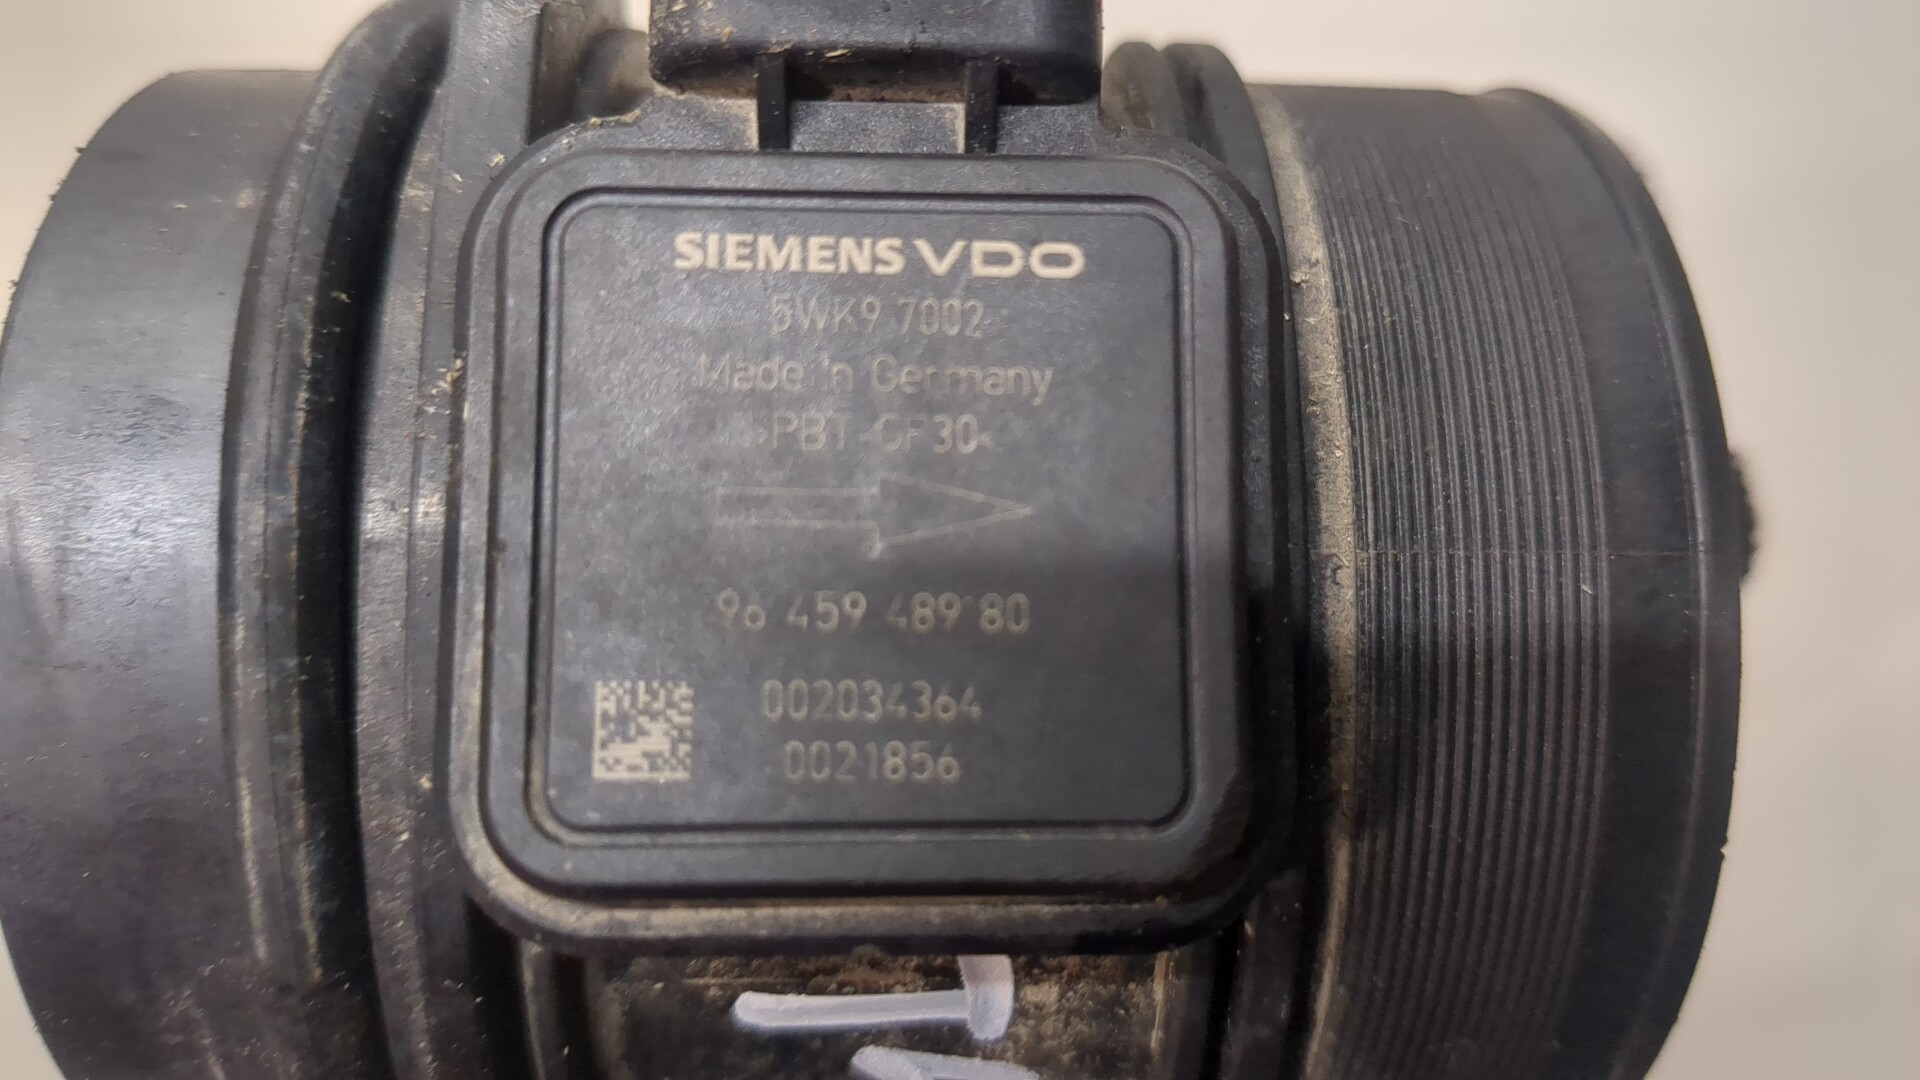 SIEMENS VDO
5WK9 7002
Made in Germany
>PBT-GF30<
96 459 489 80
002034364
0021856